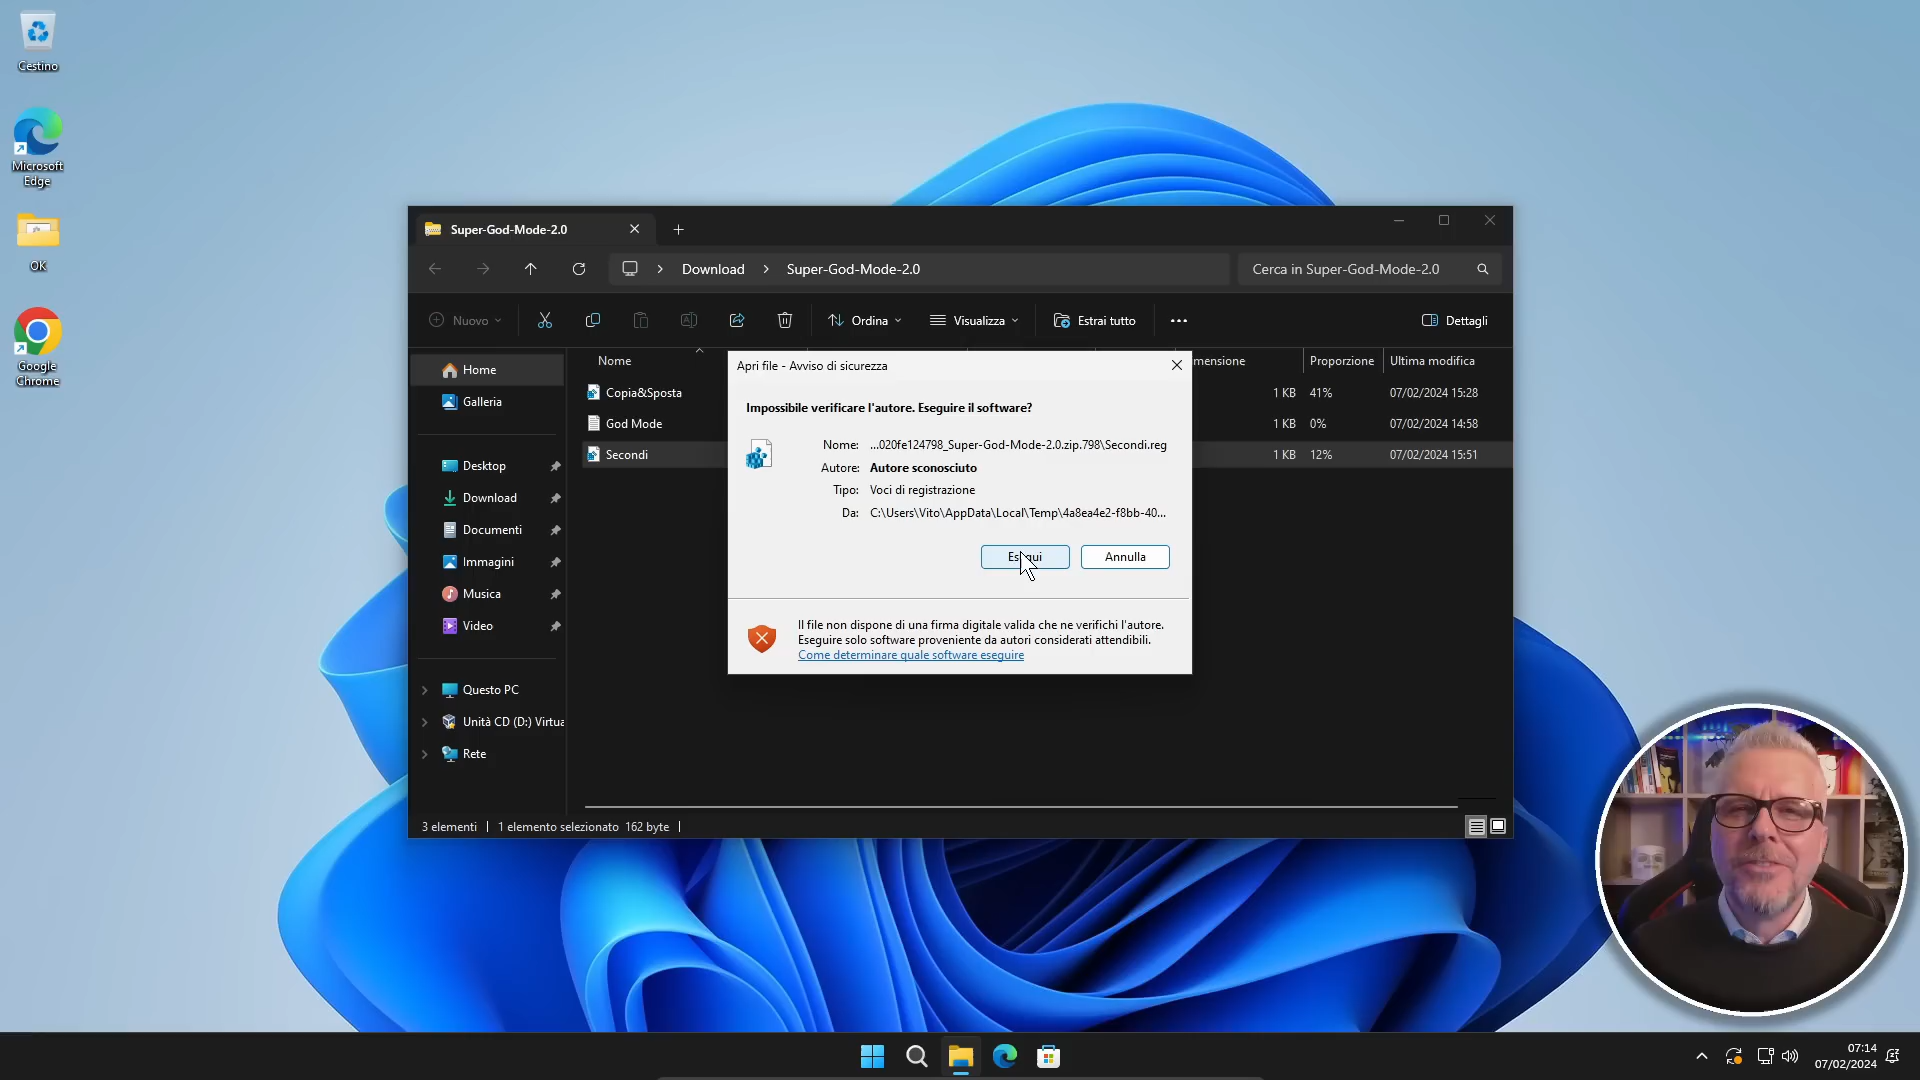 Cestino
Microsoft
Edge
OK
Google
Chrome
Super-God-Mode-2.0
Download
Super-God-Mode-2.0
Cerca in Super-God-Mode-2.0
Nuovo
Ordina
Visualizza
Estrai tutto
Dettagli
Home
Galleria
Desktop
Download
Documenti
Immagini
Musica
Video
Questo PC
Unità CD (D:) Virtua
Rete
Nome
mensione
Proporzione
Ultima modifica
Copia&Sposta
1 KB
41%
07/02/2024 15:28
God Mode
1 KB
0%
07/02/2024 14:58
Secondi
1 KB
12%
07/02/2024 15:51
Apri file - Avviso di sicurezza
Impossibile verificare l'autore. Eseguire il software?
Nome: ...020fe124798_Super-God-Mode-2.0.zip.798\Secondi.reg
Autore: Autore sconosciuto
Tipo: Voci di registrazione
Da: C:\Users\Vito\AppData\Local\Temp\4a8ea4e2-f8bb-40...
Esegui
Annulla
Il file non dispone di una firma digitale valida che ne verifichi l'autore.
Eseguire solo software proveniente da autori considerati attendibili.
Come determinare quale software eseguire
3 elementi
1 elemento selezionato 162 byte
07:14
07/02/2024